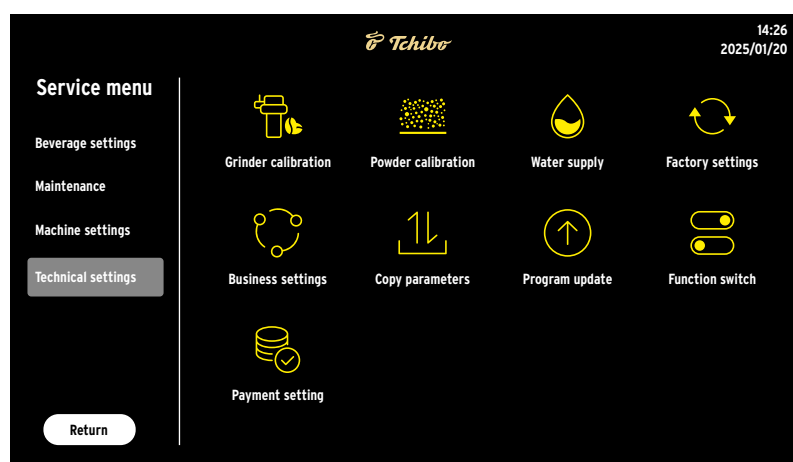 Tchibo
14:26
2025/01/20
Service menu
Beverage settings
Maintenance
Machine settings
Technical settings
Return
Grinder calibration
Powder calibration
Water supply
Factory settings
Business settings
Copy parameters
Program update
Function switch
Payment setting